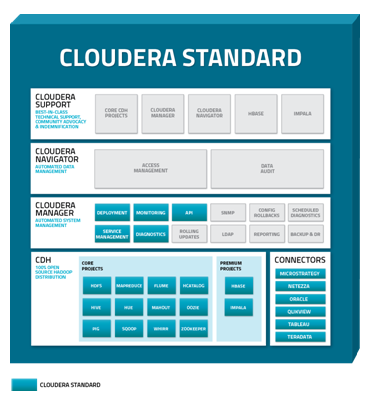 CLOUDERA STANDARD
CLOUDERA
SUPPORT
BEST-IN-CLASS
TECHNICAL SUPPORT,
COMMUNITY ADVOCACY
& INDEMNIFICATION
CORE CDH
PROJECTS
CLOUDERA
MANAGER
CLOUDERA
NAVIGATOR
HBASE
IMPALA
CLOUDERA
NAVIGATOR
AUTOMATED DATA
MANAGEMENT
ACCESS
MANAGEMENT
DATA
AUDIT
CLOUDERA
MANAGER
AUTOMATED SYSTEM
MANAGEMENT
DEPLOYMENT
MONITORING
API
SNMP
CONFIG
ROLLBACKS
SCHEDULED
DIAGNOSTICS
SERVICE
MANAGEMENT
DIAGNOSTICS
ROLLING
UPDATES
LDAP
REPORTING
BACKUP & DR
CDH
100% OPEN
SOURCE HADOOP
DISTRIBUTION
CORE
PROJECTS
HDFS
MAPREDUCE
FLUME
HCATALOG
HIVE
HUE
MAHOUT
OOZIE
PIG
SQOOP
WHIRR
ZOOKEEPER
PREMIUM
PROJECTS
HBASE
IMPALA
CONNECTORS
MICROSTRATEGY
NETEZZA
ORACLE
QLIKVIEW
TABLEAU
TERADATA
CLOUDERA STANDARD